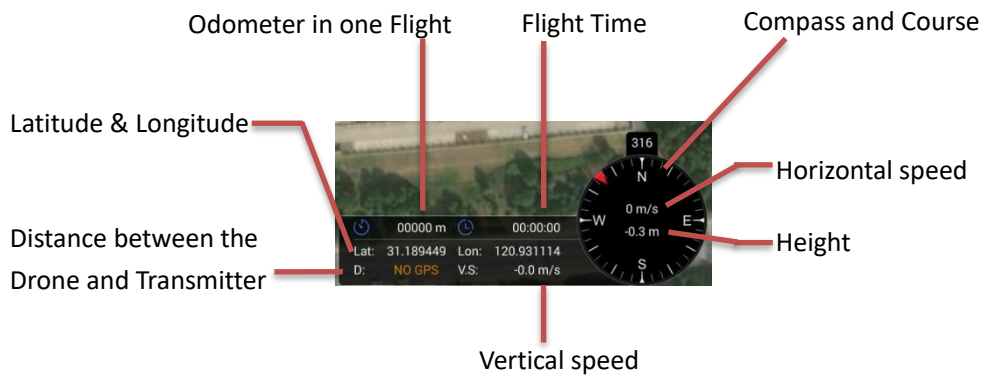 Odometer in one Flight
Flight Time
Compass and Course
Latitude & Longitude
316
N
Horizontal speed
0 m/s
W
E
00000 m
00:00:00
-0.3 m
Height
Distance between the
Drone and Transmitter
Lat: 31.189449 Lon: 120.931114
D: NO GPS V.S: -0.0 m/s
S
Vertical speed